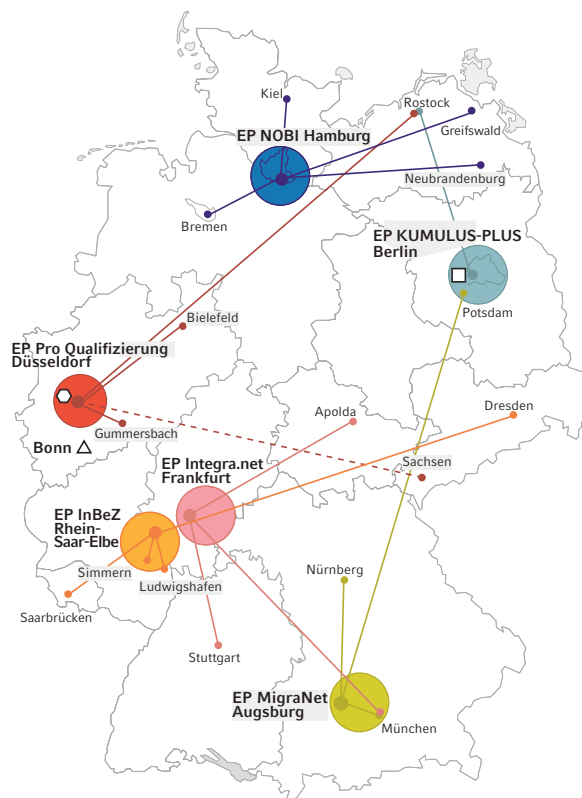 Kiel
Rostock
EP NOBI Hamburg
Greifswald
Neubrandenburg
Bremen
EP KUMULUS-PLUS
Berlin
Potsdam
Bielefeld
EP Pro Qualifizierung
Düsseldorf
Gummersbach
Bonn
Apolda
Dresden
Sachsen
EP Integra.net
Frankfurt
EP InBeZ
Rhein-
Saar-Elbe
Simmern
Ludwigshafen
Saarbrücken
Nürnberg
Stuttgart
EP MigraNet
Augsburg
München